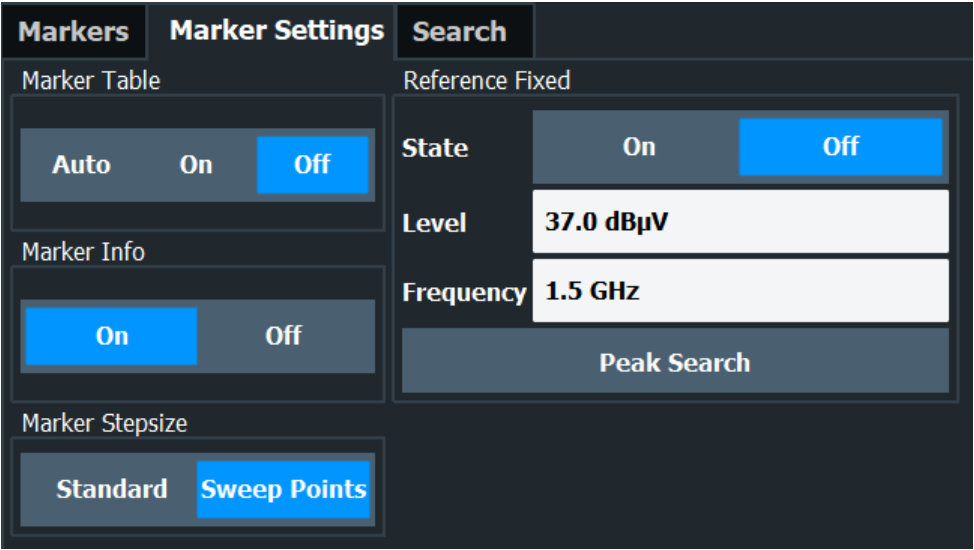 Markers Marker Settings Search
Marker Table
Auto On Off
Marker Info
On Off
Marker Stepsize
Standard Sweep Points
Reference Fixed
State On Off
Level 37.0 dBµV
Frequency 1.5 GHz
Peak Search